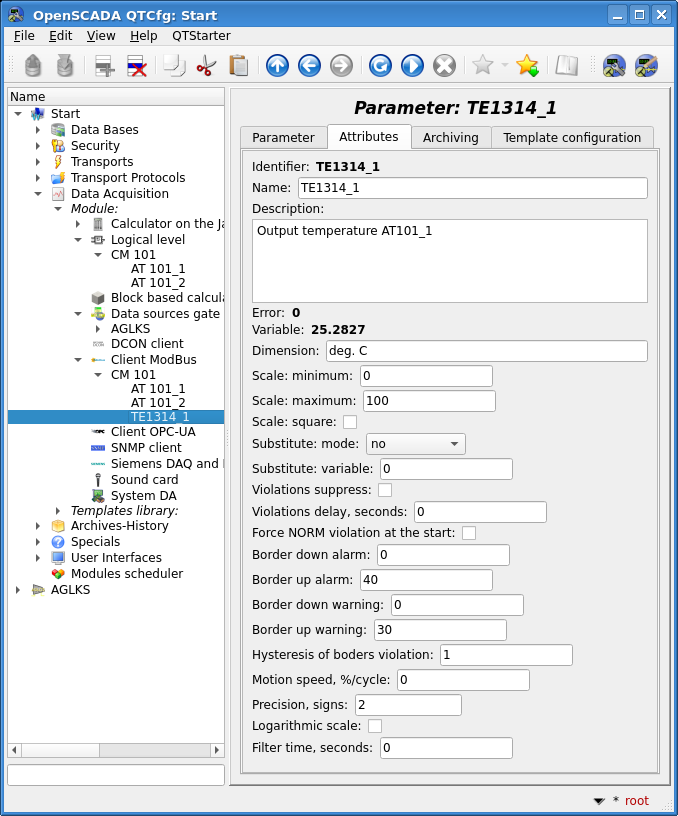 OpenSCADA QTCfg: Start
File Edit View Help QTStarter
Name
Start
Data Bases
Security
Transports
Transport Protocols
Data Acquisition
Module:
Calculator on the Ja
Logical level
CM 101
AT 101_1
AT 101_2
Block based calcula
Data sources gate
AGLKS
DCON client
Client ModBus
CM 101
AT 101_1
AT 101_2
TE1314_1
Client OPC-UA
SNMP client
Siemens DAQ and
Sound card
System DA
Templates library:
Archives-History
Specials
User Interfaces
Modules scheduler
AGLKS
Parameter: TE1314_1
Parameter Attributes Archiving Template configuration
Identifier: TE1314_1
Name: TE1314_1
Description:
Output temperature AT101_1
Error: 0
Variable: 25.2827
Dimension: deg. C
Scale: minimum: 0
Scale: maximum: 100
Scale: square:
Substitute: mode: no
Substitute: variable: 0
Violations suppress:
Violations delay, seconds: 0
Force NORM violation at the start:
Border down alarm: 0
Border up alarm: 40
Border down warning: 0
Border up warning: 30
Hysteresis of boders violation: 1
Motion speed, %/cycle: 0
Precision, signs: 2
Logarithmic scale:
Filter time, seconds: 0
* root